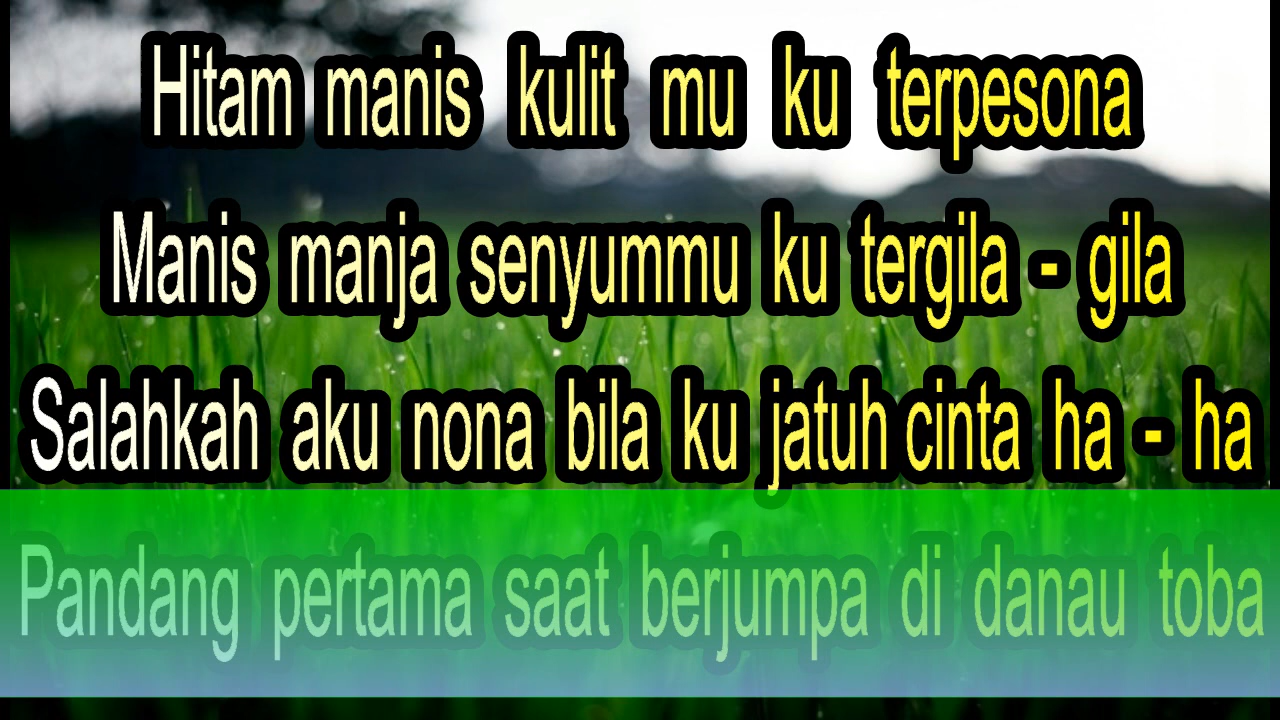 Hitam manis kulit mu ku terpesona
Manis manja senyummu ku tergila - gila
Salahkah aku nona bila ku jatuh cinta ha - ha
Pandang pertama saat berjumpa di danau toba